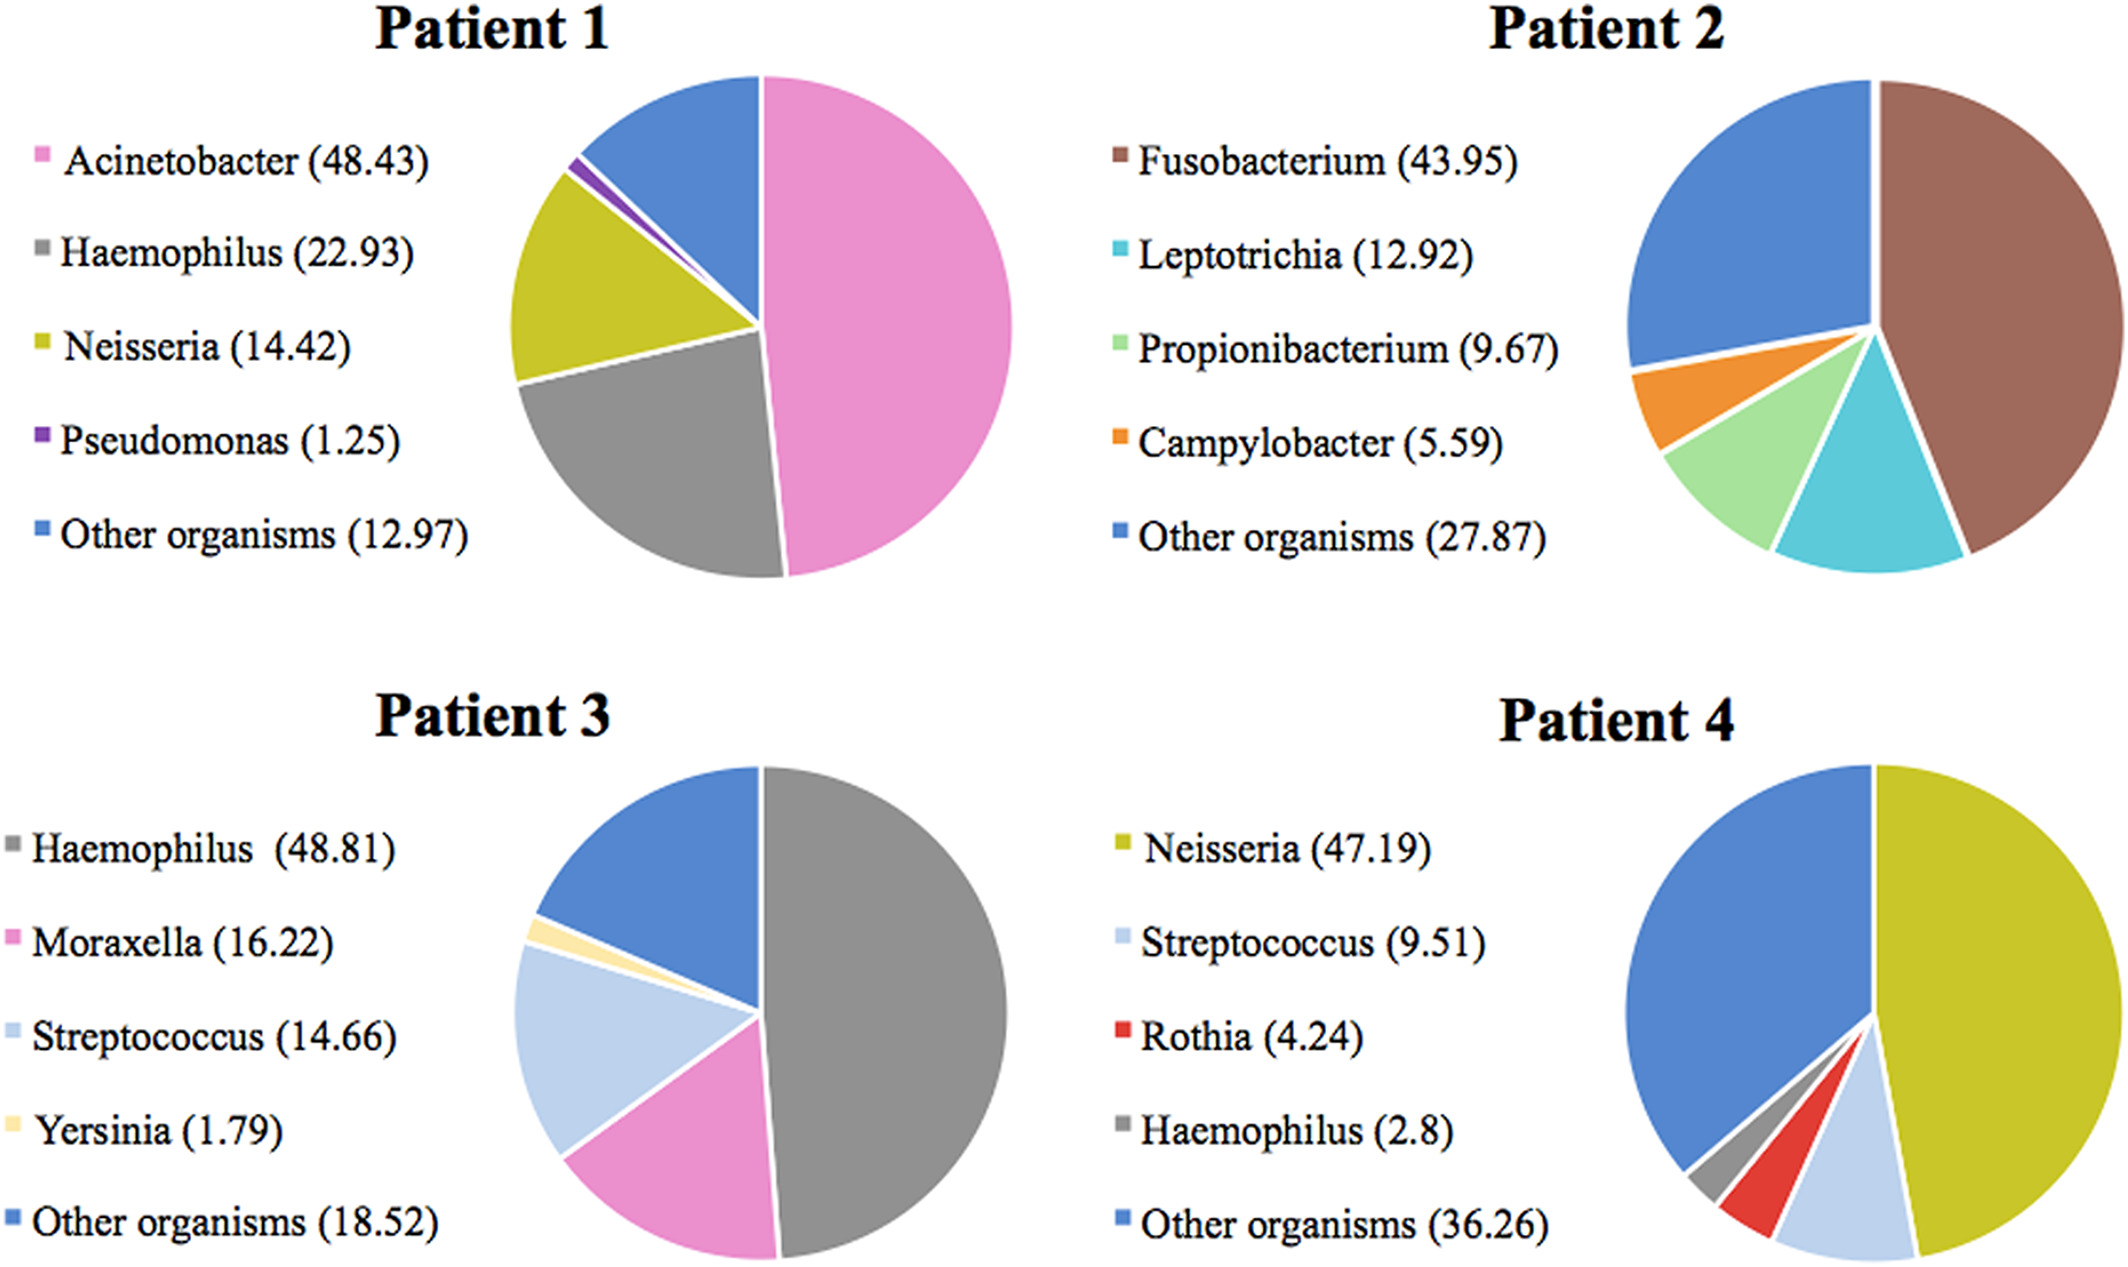 Patient 1
Acinetobacter (48.43)
Haemophilus (22.93)
Neisseria (14.42)
Pseudomonas (1.25)
Other organisms (12.97)
Patient 2
Fusobacterium (43.95)
Leptotrichia (12.92)
Propionibacterium (9.67)
Campylobacter (5.59)
Other organisms (27.87)
Patient 3
Haemophilus (48.81)
Moraxella (16.22)
Streptococcus (14.66)
Yersinia (1.79)
Other organisms (18.52)
Patient 4
Neisseria (47.19)
Streptococcus (9.51)
Rothia (4.24)
Haemophilus (2.8)
Other organisms (36.26)